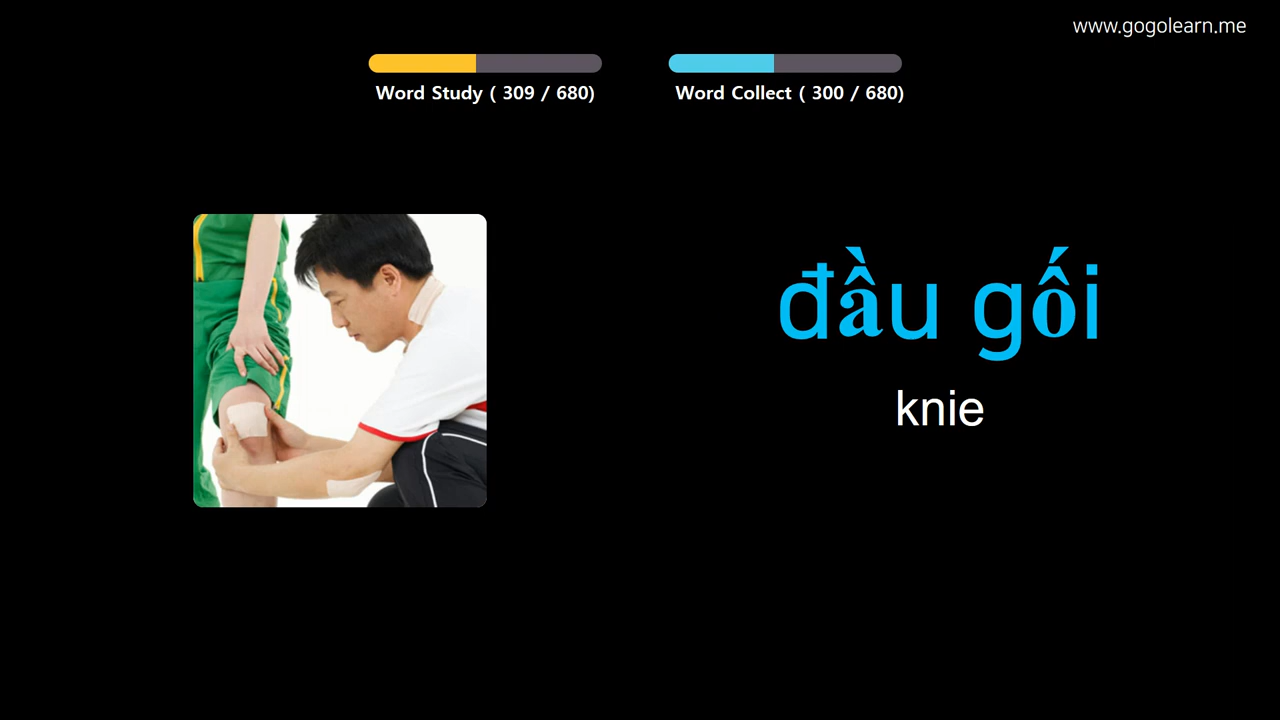 www.gogolearn.me
Word Study ( 309 / 680)
Word Collect ( 300 / 680)
đầu gối
knie